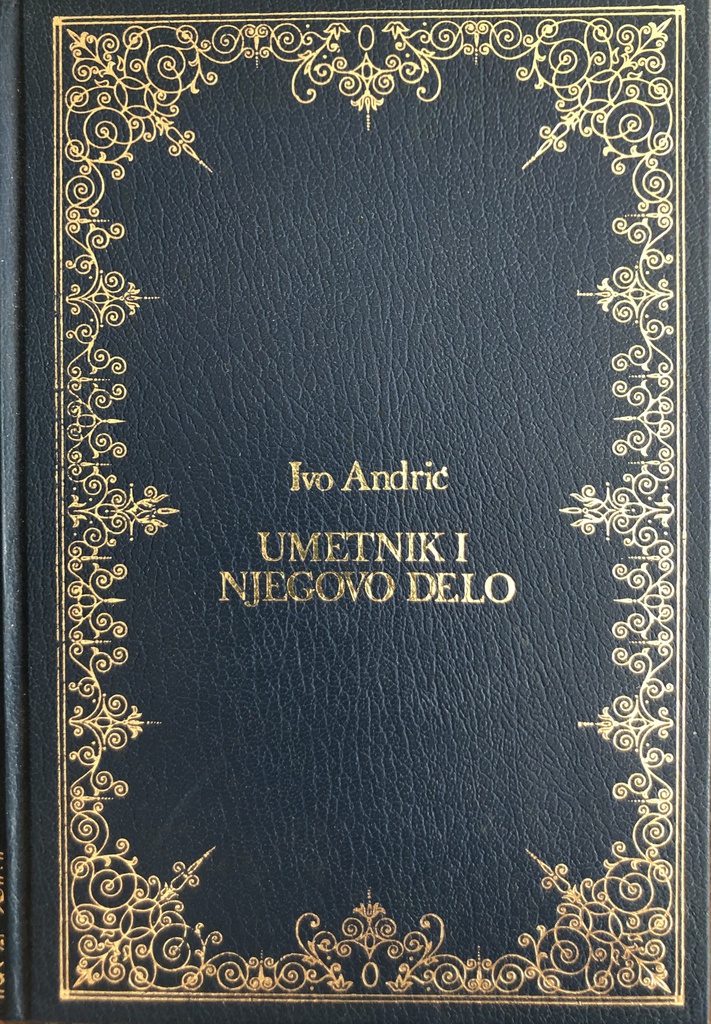 Ivo Andrić
UMETNIK I
NJEGOVO DELO